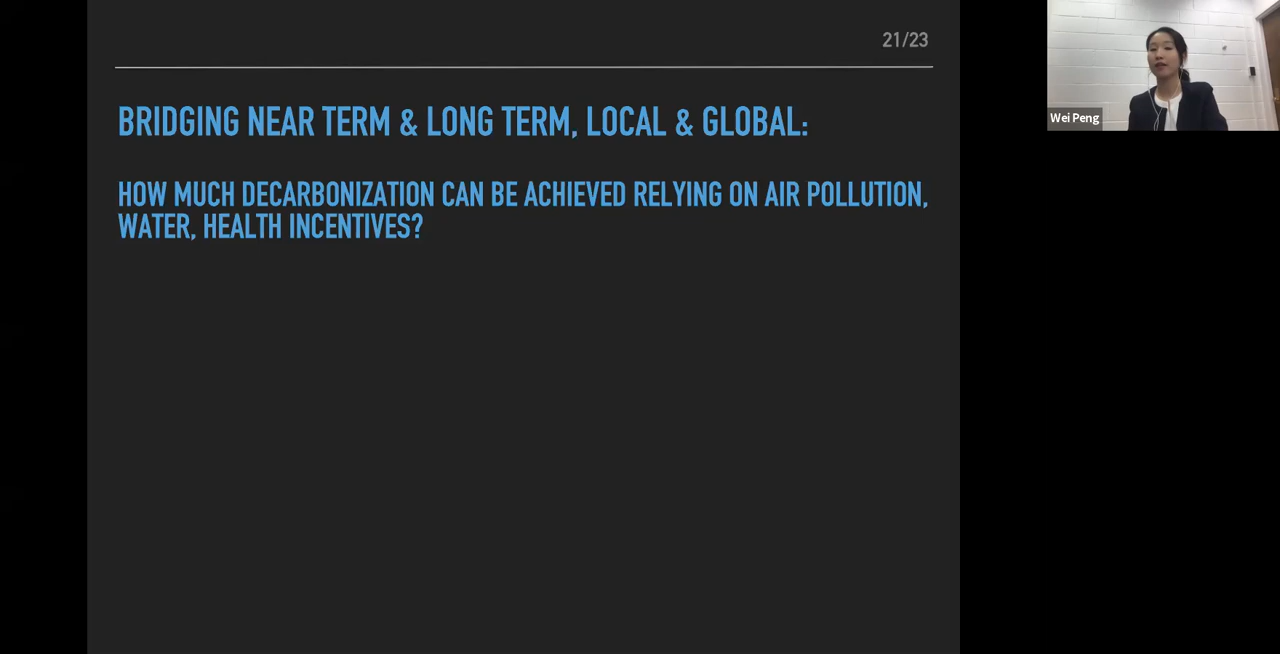 21/23
BRIDGING NEAR TERM & LONG TERM, LOCAL & GLOBAL:
HOW MUCH DECARBONIZATION CAN BE ACHIEVED RELYING ON AIR POLLUTION,
WATER, HEALTH INCENTIVES?
Wei Peng